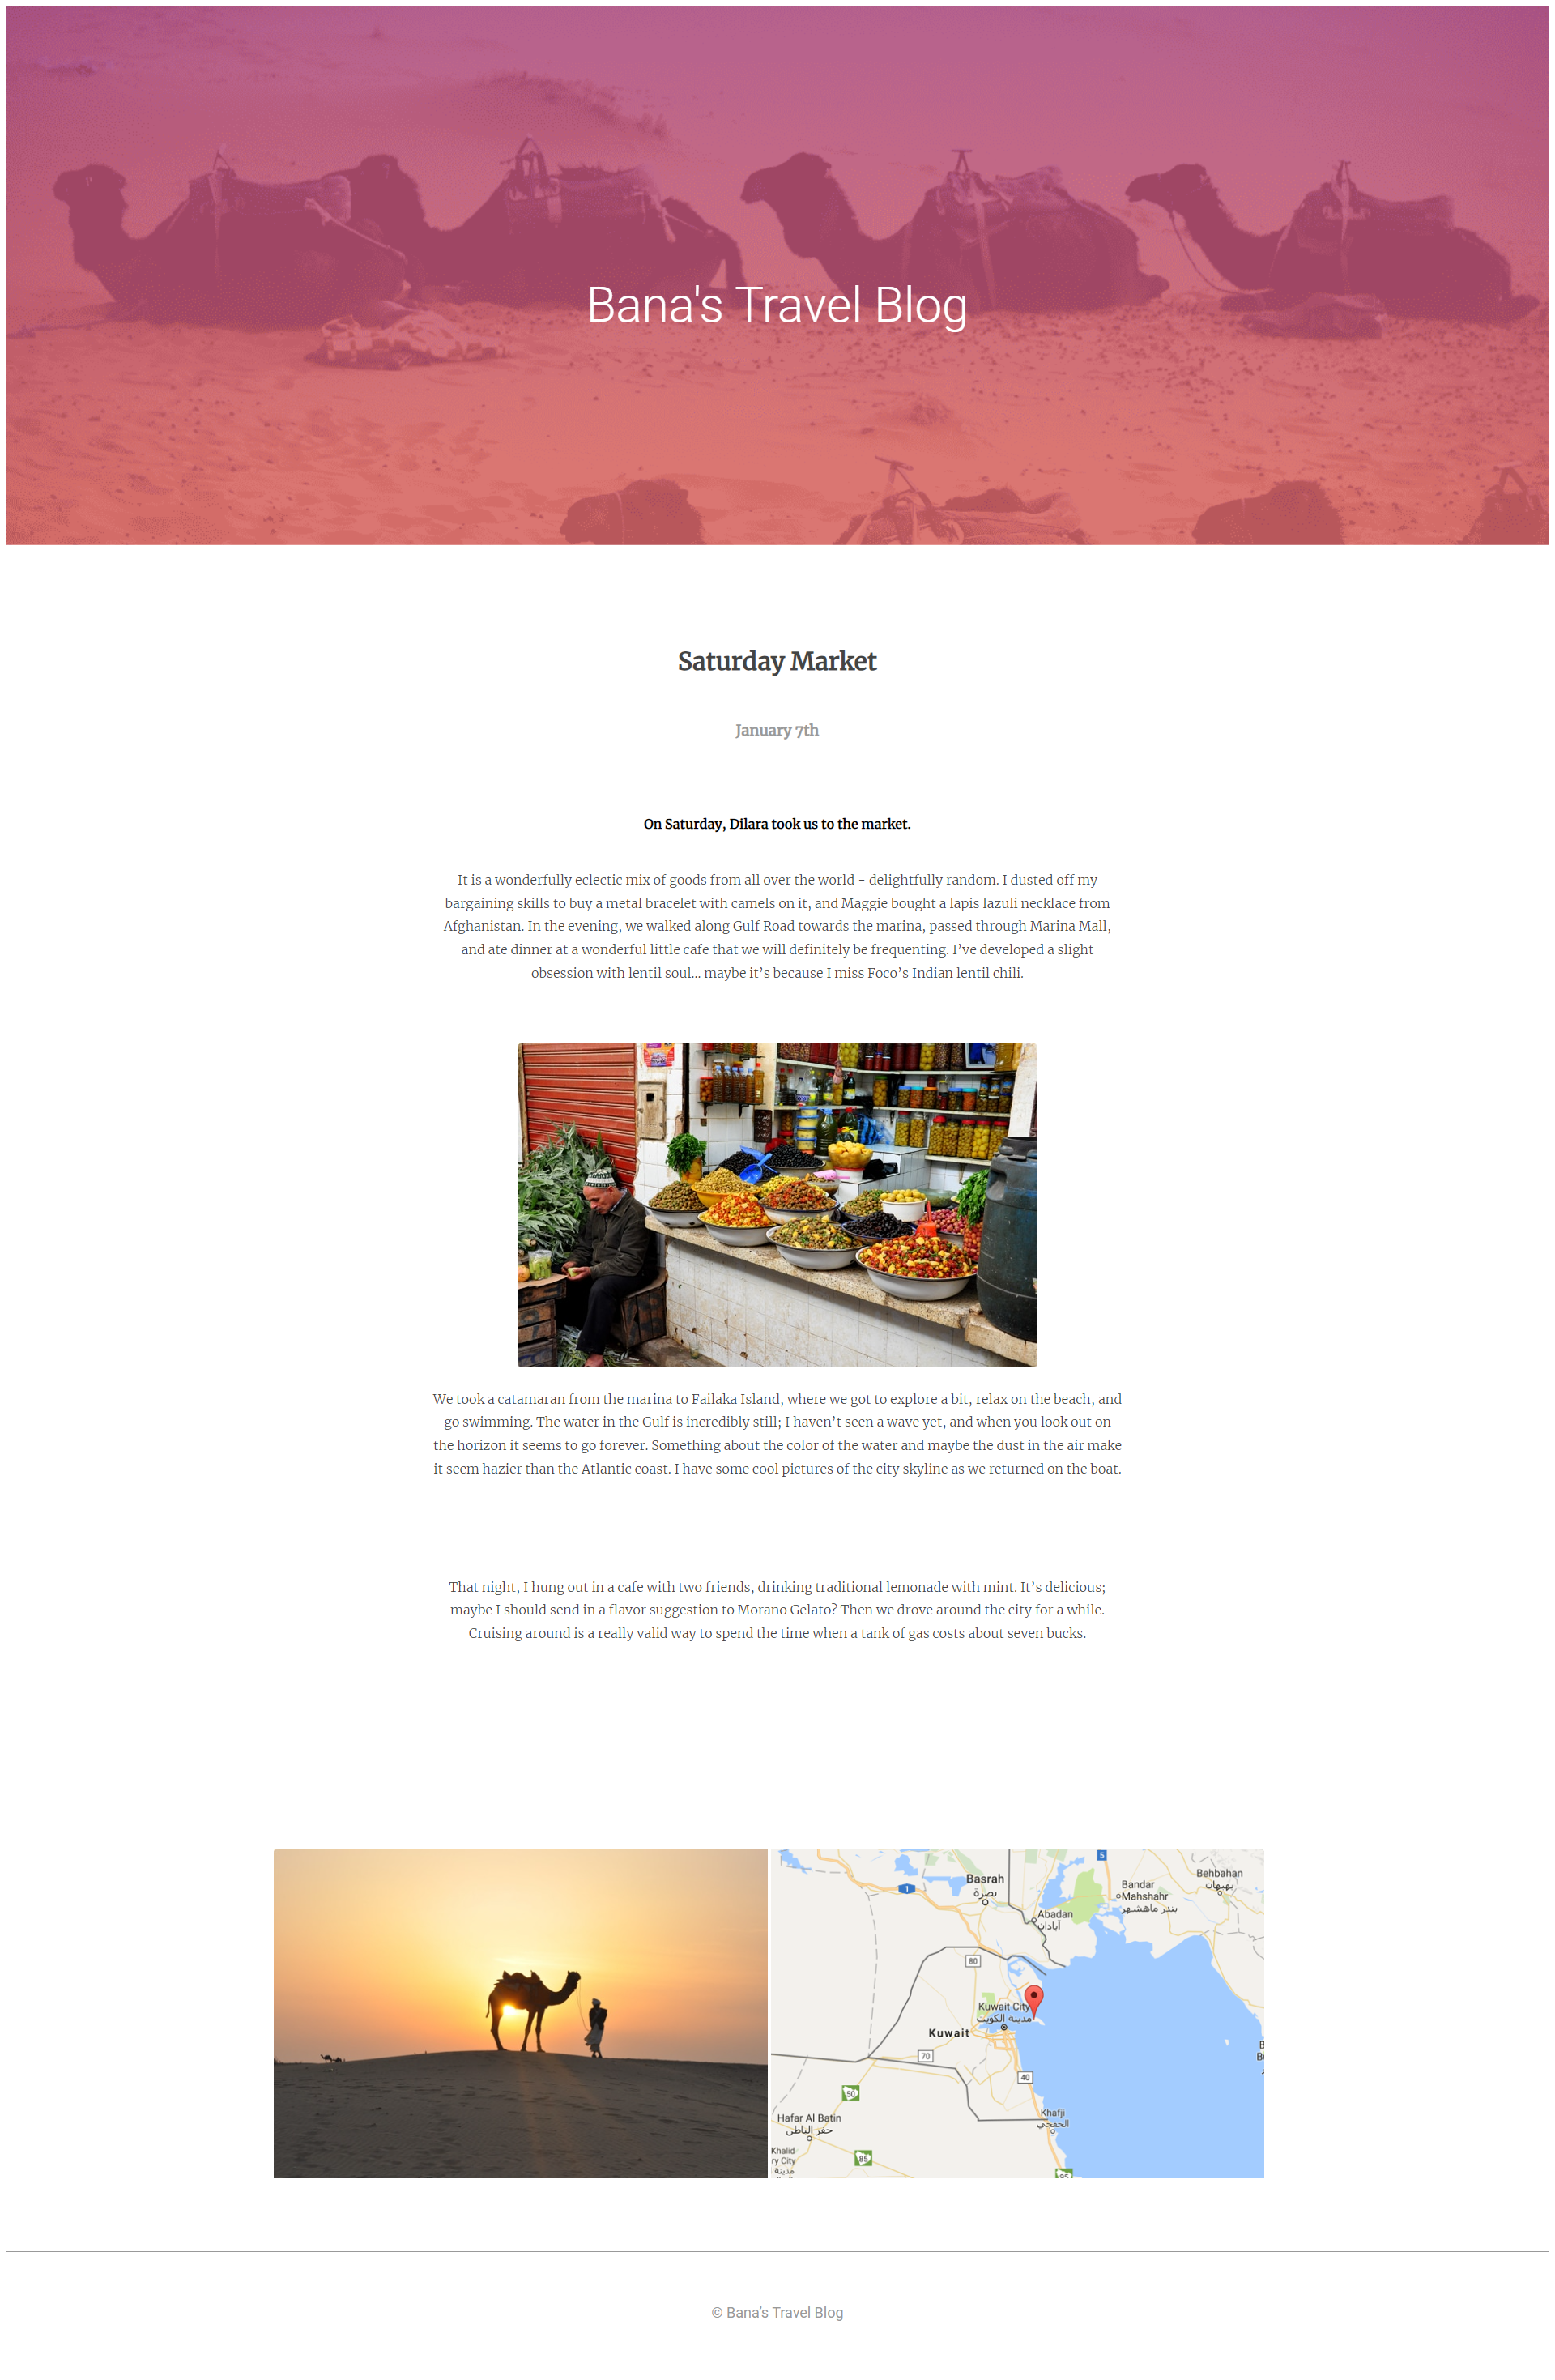 Bana's Travel Blog
Saturday Market
January 7th
On Saturday, Dilara took us to the market.
It is a wonderfully eclectic mix of goods from all over the world - delightfully random. I dusted off my
bargaining skills to buy a metal bracelet with camels on it, and Maggie bought a lapis lazuli necklace from
Afghanistan. In the evening, we walked along Gulf Road towards the marina, passed through Marina Mall,
and ate dinner at a wonderful little cafe that we will definitely be frequenting. I’ve developed a slight
obsession with lentil soul... maybe it’s because I miss Foco’s Indian lentil chili.
We took a catamaran from the marina to Failaka Island, where we got to explore a bit, relax on the beach, and
go swimming. The water in the Gulf is incredibly still; I haven’t seen a wave yet, and when you look out on
the horizon it seems to go forever. Something about the color of the water and maybe the dust in the air make
it seem hazier than the Atlantic coast. I have some cool pictures of the city skyline as we returned on the boat.
That night, I hung out in a cafe with two friends, drinking traditional lemonade with mint. It’s delicious;
maybe I should send in a flavor suggestion to Morano Gelato? Then we drove around the city for a while.
Cruising around is a really valid way to spend the time when a tank of gas costs about seven bucks.
5
Basrah
بصرة
1
Behbahan
بهبهان
Bandar
Mahshahr
بندر ماهشهر
Abadan
آبادان
80
Kuwait City
مدينة الكويت
Kuwait
70
40
50
Khafji
الخفجي
Hafar Al Batin
حفر الباطن
Khalid
ry City
مدينة
85
95
B
B
© Bana’s Travel Blog